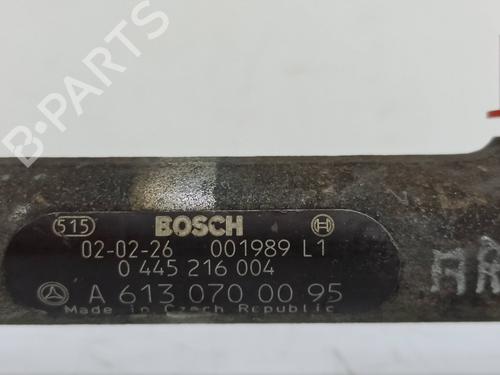 B-PARTS
515 BOSCH
02-02-26 001989 L1
0 445 216 004
A 613 070 00 95
Made in Czech Republic